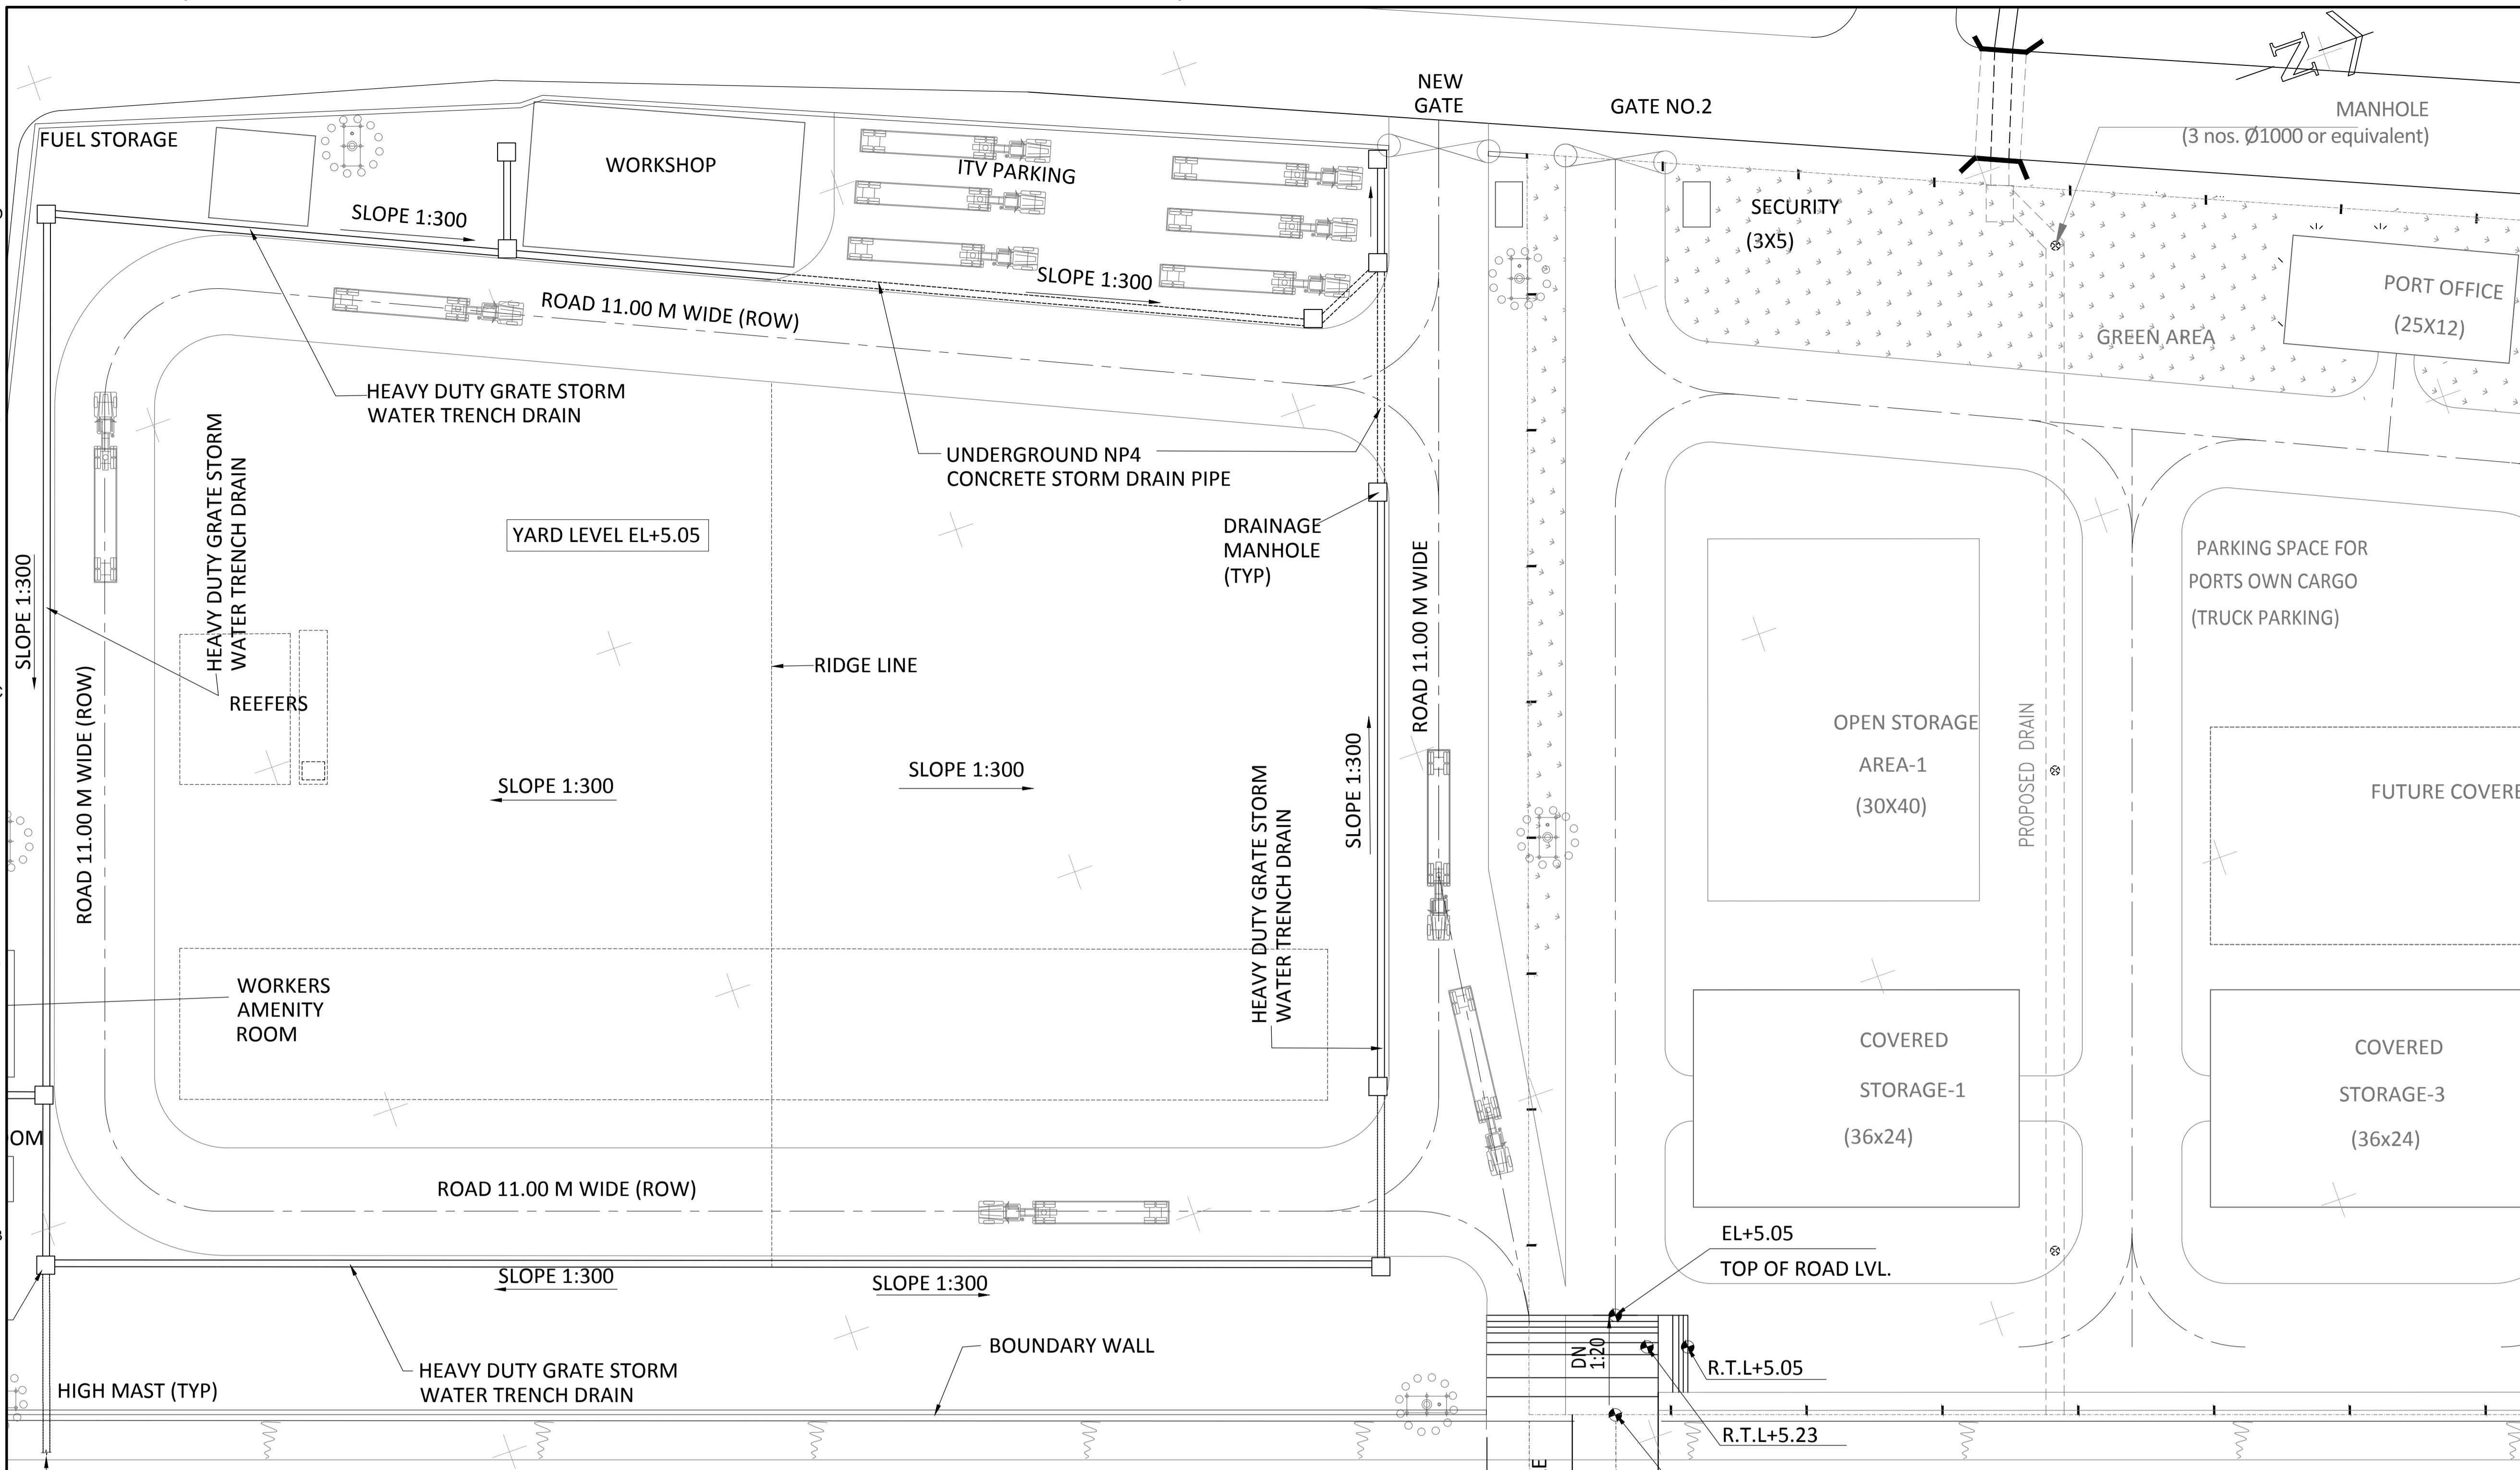 NEW
GATE
GATE NO.2
N
MANHOLE
(3 nos. Ø1000 or equivalent)
FUEL STORAGE
WORKSHOP
ITV PARKING
SLOPE 1:300
SECURITY
(3X5)
SLOPE 1:300
ROAD 11.00 M WIDE (ROW)
PORT OFFICE
(25X12)
GREEN AREA
HEAVY DUTY GRATE STORM
WATER TRENCH DRAIN
UNDERGROUND NP4
CONCRETE STORM DRAIN PIPE
HEAVY DUTY GRATE STORM
WATER TRENCH DRAIN
YARD LEVEL EL+5.05
DRAINAGE
MANHOLE
(TYP)
ROAD 11.00 M WIDE
PARKING SPACE FOR
PORTS OWN CARGO
(TRUCK PARKING)
SLOPE 1:300
RIDGE LINE
REEFERS
ROAD 11.00 M WIDE (ROW)
OPEN STORAGE
AREA-1
(30X40)
PROPOSED DRAIN
SLOPE 1:300
SLOPE 1:300
SLOPE 1:300
HEAVY DUTY GRATE STORM
WATER TRENCH DRAIN
FUTURE COVERE
WORKERS
AMENITY
ROOM
COVERED
STORAGE-1
(36x24)
COVERED
STORAGE-3
(36x24)
OM
ROAD 11.00 M WIDE (ROW)
EL+5.05
TOP OF ROAD LVL.
SLOPE 1:300
SLOPE 1:300
BOUNDARY WALL
DN
1:20
R.T.L+5.05
HEAVY DUTY GRATE STORM
WATER TRENCH DRAIN
HIGH MAST (TYP)
R.T.L+5.23